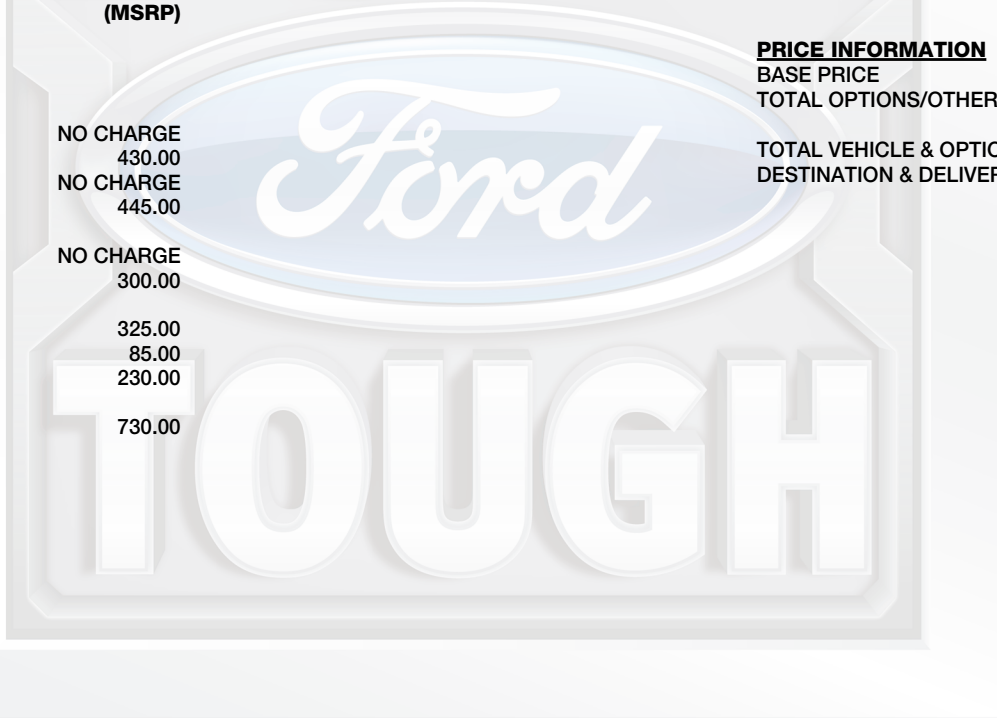 (MSRP)
NO CHARGE
430.00
NO CHARGE
445.00
NO CHARGE
300.00
325.00
85.00
230.00
730.00
PRICE INFORMATION
BASE PRICE
TOTAL OPTIONS/OTHER
TOTAL VEHICLE & OPTIO
DESTINATION & DELIVER
Ford
TOUGH